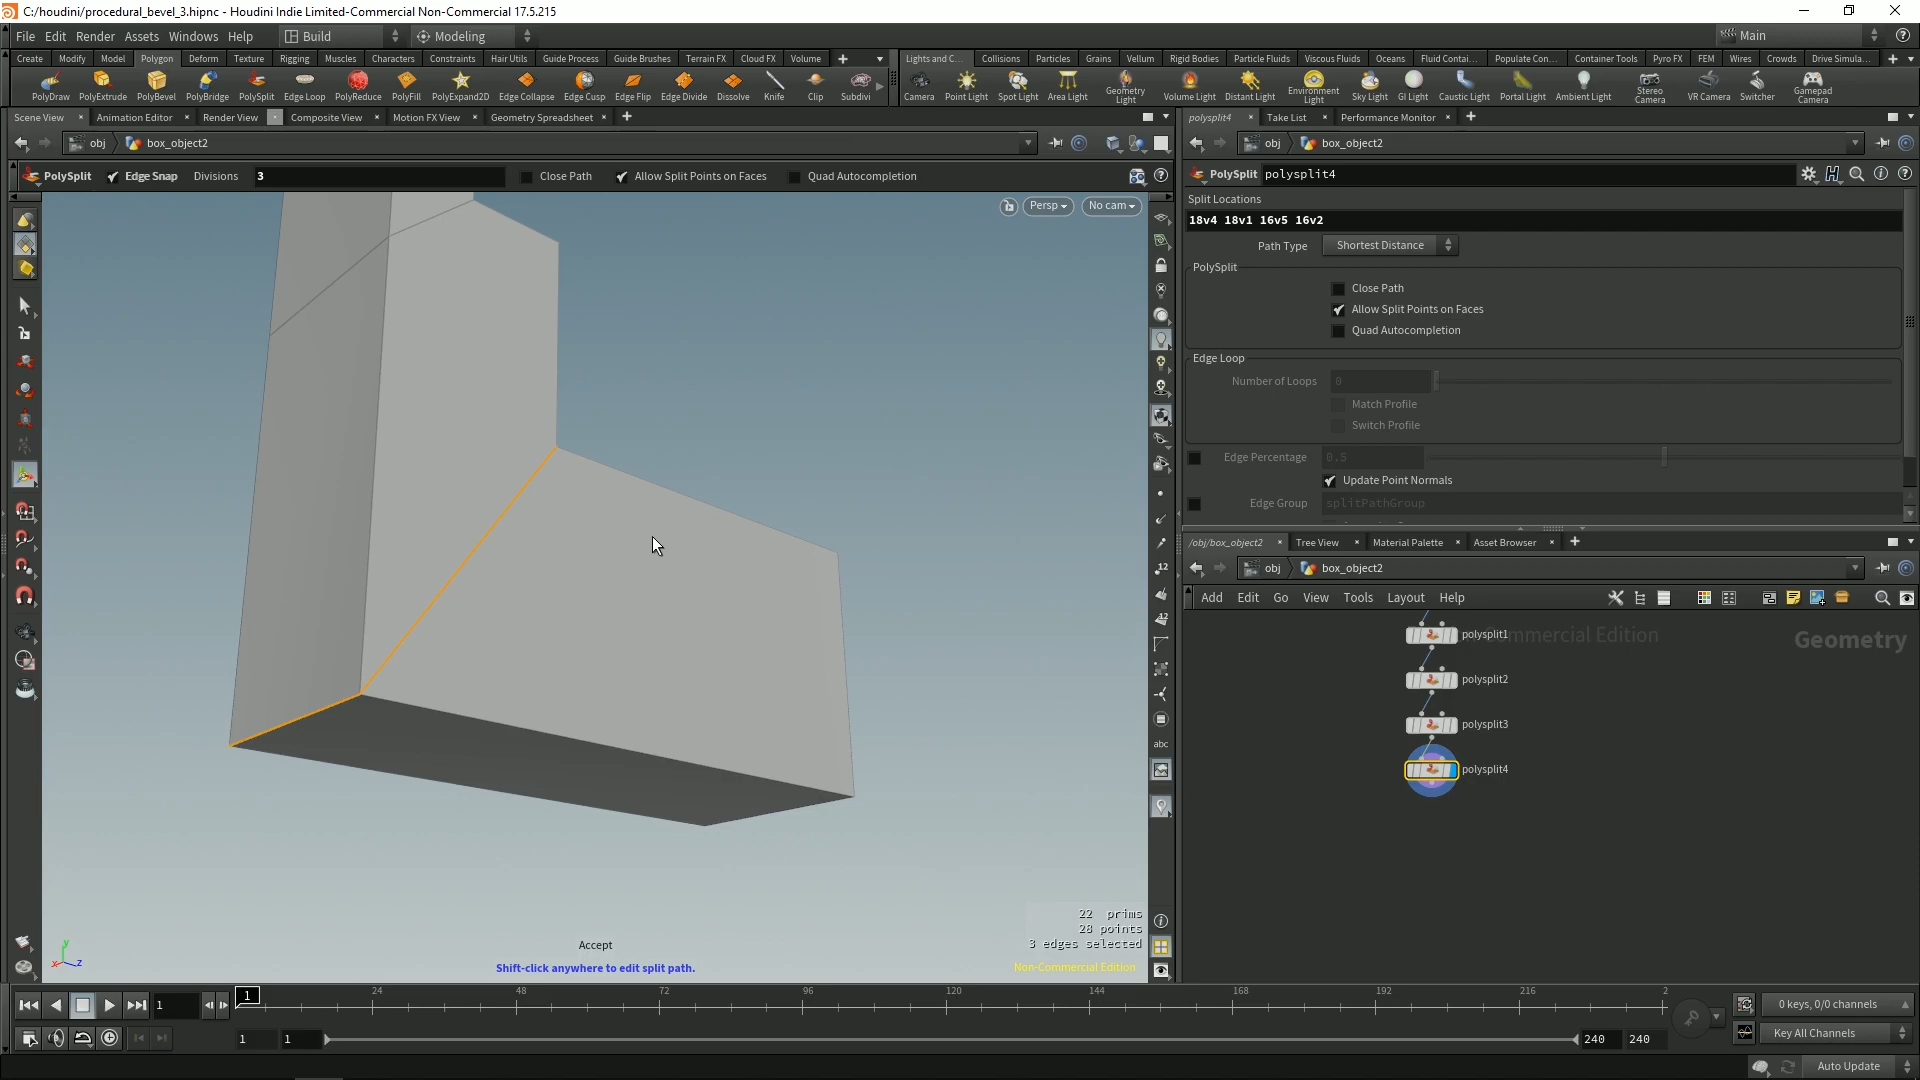 C:/houdini/procedural_bevel_3.hipnc - Houdini Indie Limited-Commercial Non-Commercial 17.5.215
File Edit Render Assets Windows Help Build Modeling Main
Create Modify Model Polygon Deform Texture Rigging Muscles Characters Constraints Hair Utils Guide Process Guide Brushes Terrain FX Cloud FX Volume
Lights and C... Collisions Particles Grains Vellum Rigid Bodies Particle Fluids Viscous Fluids Oceans Fluid Contai... Populate Con... Container Tools Pyro FX FEM Wires Crowds Drive Simula...
PolyDraw PolyExtrude PolyBevel PolyBridge PolySplit Edge Loop PolyReduce PolyFill PolyExpand2D Edge Collapse Edge Cusp Edge Flip Edge Divide Dissolve Knife Clip Subdivi
Camera Point Light Spot Light Area Light Geometry Light Volume Light Distant Light Environment Light Sky Light GI Light Caustic Light Portal Light Ambient Light Stereo Camera VR Camera Switcher Gamepad Camera
Scene View Animation Editor Render View Composite View Motion FX View Geometry Spreadsheet
obj box_object2
PolySplit Edge Snap Divisions 3 Close Path Allow Split Points on Faces Quad Autocompletion
Persp No cam
22 prims
28 points
3 edges selected
Non-Commercial Edition
Accept
Shift-click anywhere to edit split path.
y
x z
12
12
abc
polysplit4 Take List Performance Monitor
obj box_object2
PolySplit polysplit4
Split Locations
18v4 18v1 16v5 16v2
Path Type Shortest Distance
PolySplit
Close Path
Allow Split Points on Faces
Quad Autocompletion
Edge Loop
Number of Loops 0
Match Profile
Switch Profile
Edge Percentage 0.5
Update Point Normals
Edge Group splitPathGroup
/obj/box_object2 Tree View Material Palette Asset Browser
obj box_object2
Add Edit Go View Tools Layout Help
mmercial Edition Geometry
polysplit1
polysplit2
polysplit3
polysplit4
1 1 24 48 72 96 120 144 168 192 216 2
0 keys, 0/0 channels
1 1 240 240
Key All Channels
Auto Update